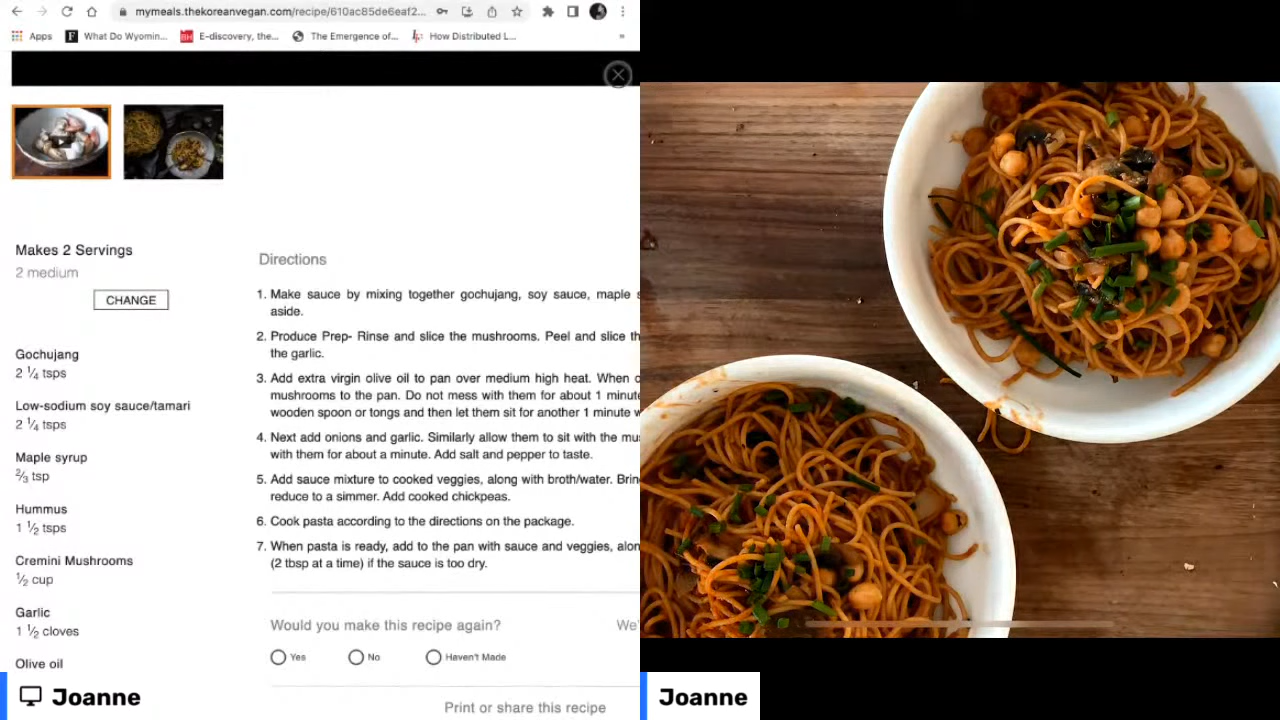 mymeals.thekoreanvegan.com/recipe/610ac85de6eaf2...
Apps
What Do Wyomin...
E-discovery, the...
The Emergence of...
How Distributed L...
Makes 2 Servings
2 medium
CHANGE
Gochujang
2 1/4 tsps
Low-sodium soy sauce/tamari
2 1/4 tsps
Maple syrup
2/3 tsp
Hummus
1 1/2 tsps
Cremini Mushrooms
1/2 cup
Garlic
1 1/2 cloves
Olive oil
Directions
1. Make sauce by mixing together gochujang, soy sauce, maple s
aside.
2. Produce Prep- Rinse and slice the mushrooms. Peel and slice th
the garlic.
3. Add extra virgin olive oil to pan over medium high heat. When o
mushrooms to the pan. Do not mess with them for about 1 minute
wooden spoon or tongs and then let them sit for another 1 minute w
4. Next add onions and garlic. Similarly allow them to sit with the mus
with them for about a minute. Add salt and pepper to taste.
5. Add sauce mixture to cooked veggies, along with broth/water. Brin
reduce to a simmer. Add cooked chickpeas.
6. Cook pasta according to the directions on the package.
7. When pasta is ready, add to the pan with sauce and veggies, alon
(2 tbsp at a time) if the sauce is too dry.
Would you make this recipe again?
We'
Yes
No
Haven't Made
Print or share this recipe
Joanne
Joanne